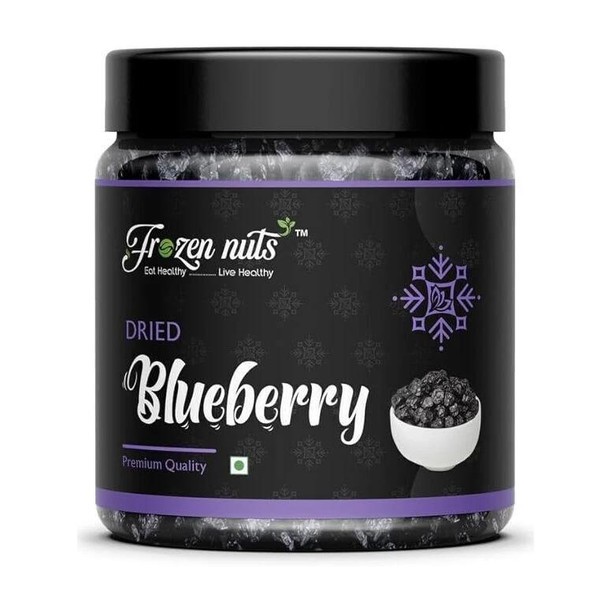 Frozen nuts™
Eat Healthy .............. Live Healthy
DRIED
Blueberry
Premium Quality